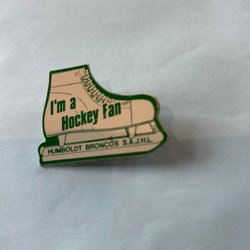 I'm a
Hockey Fan
HUMBOLDT BRONCOS S.A.J.H.L.